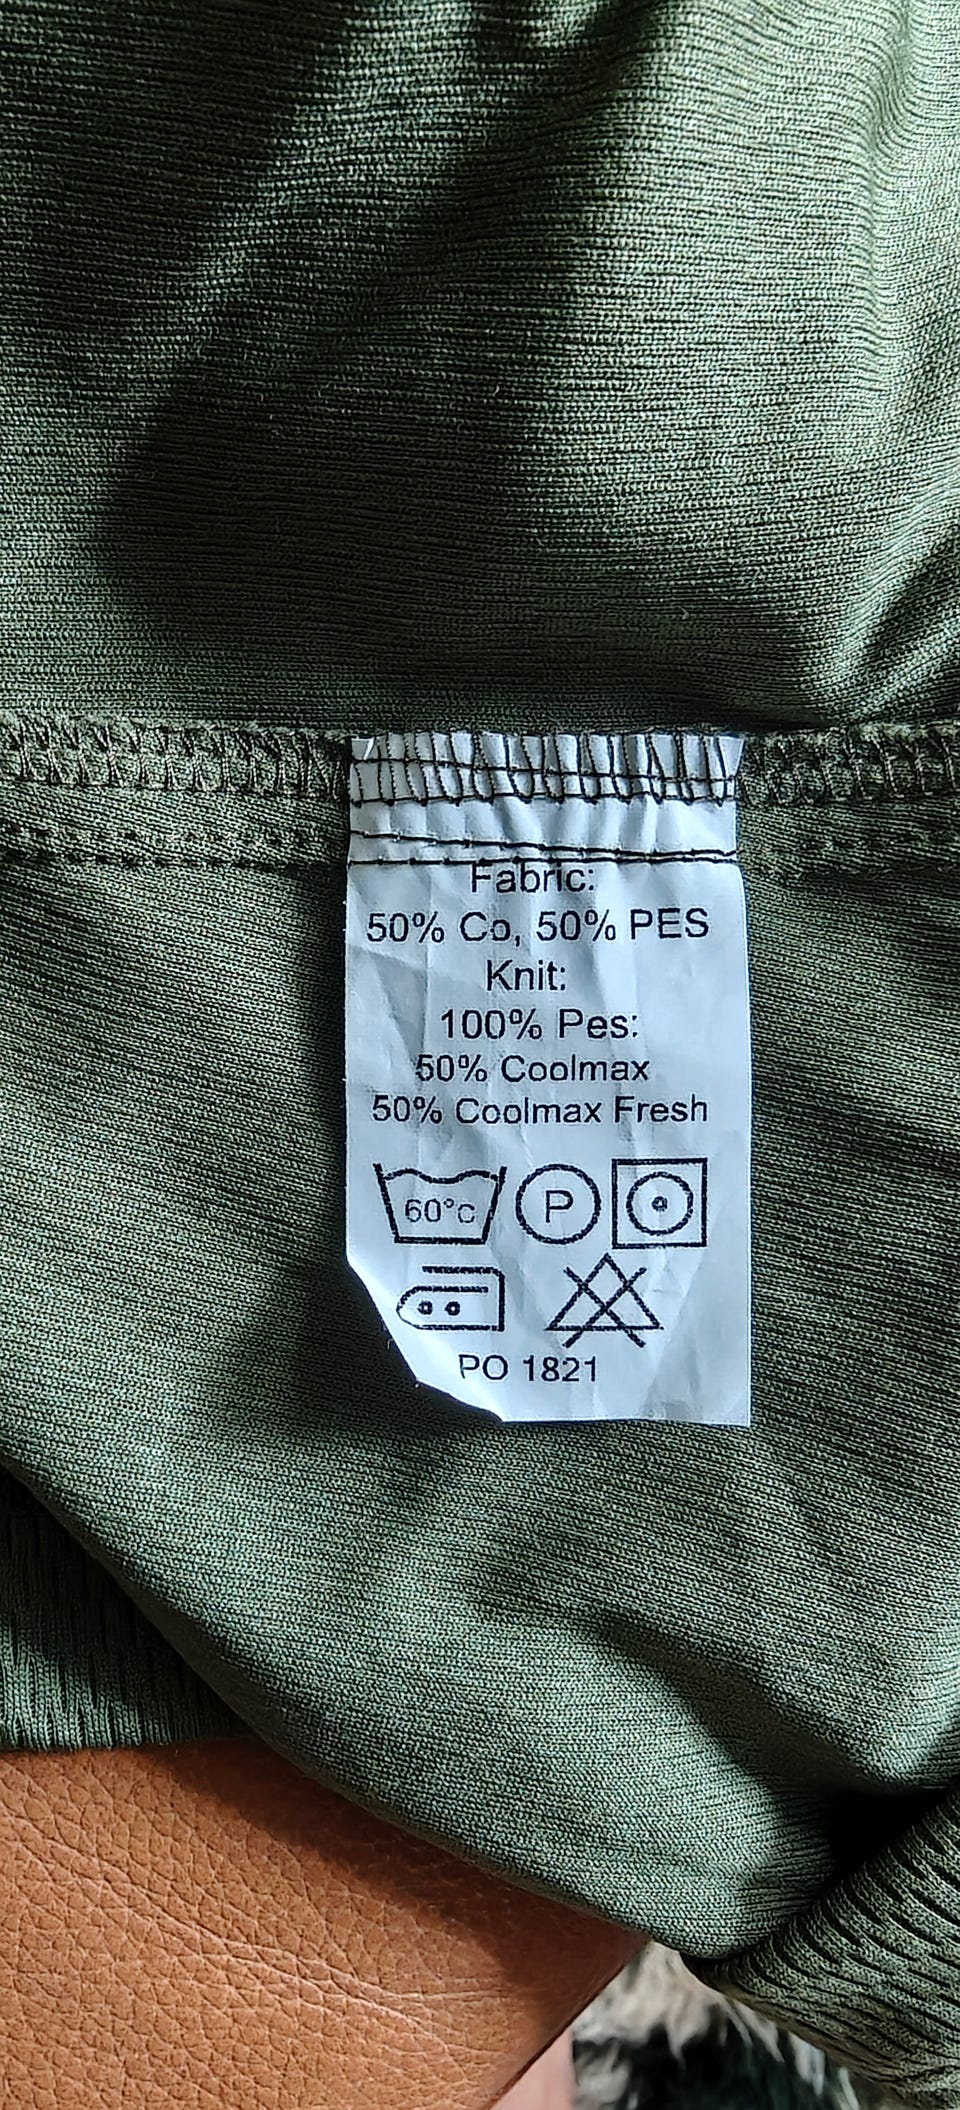 Fabric:
50% Co, 50% PES
Knit:
100% Pes:
50% Coolmax
50% Coolmax Fresh
60°c P
PO 1821